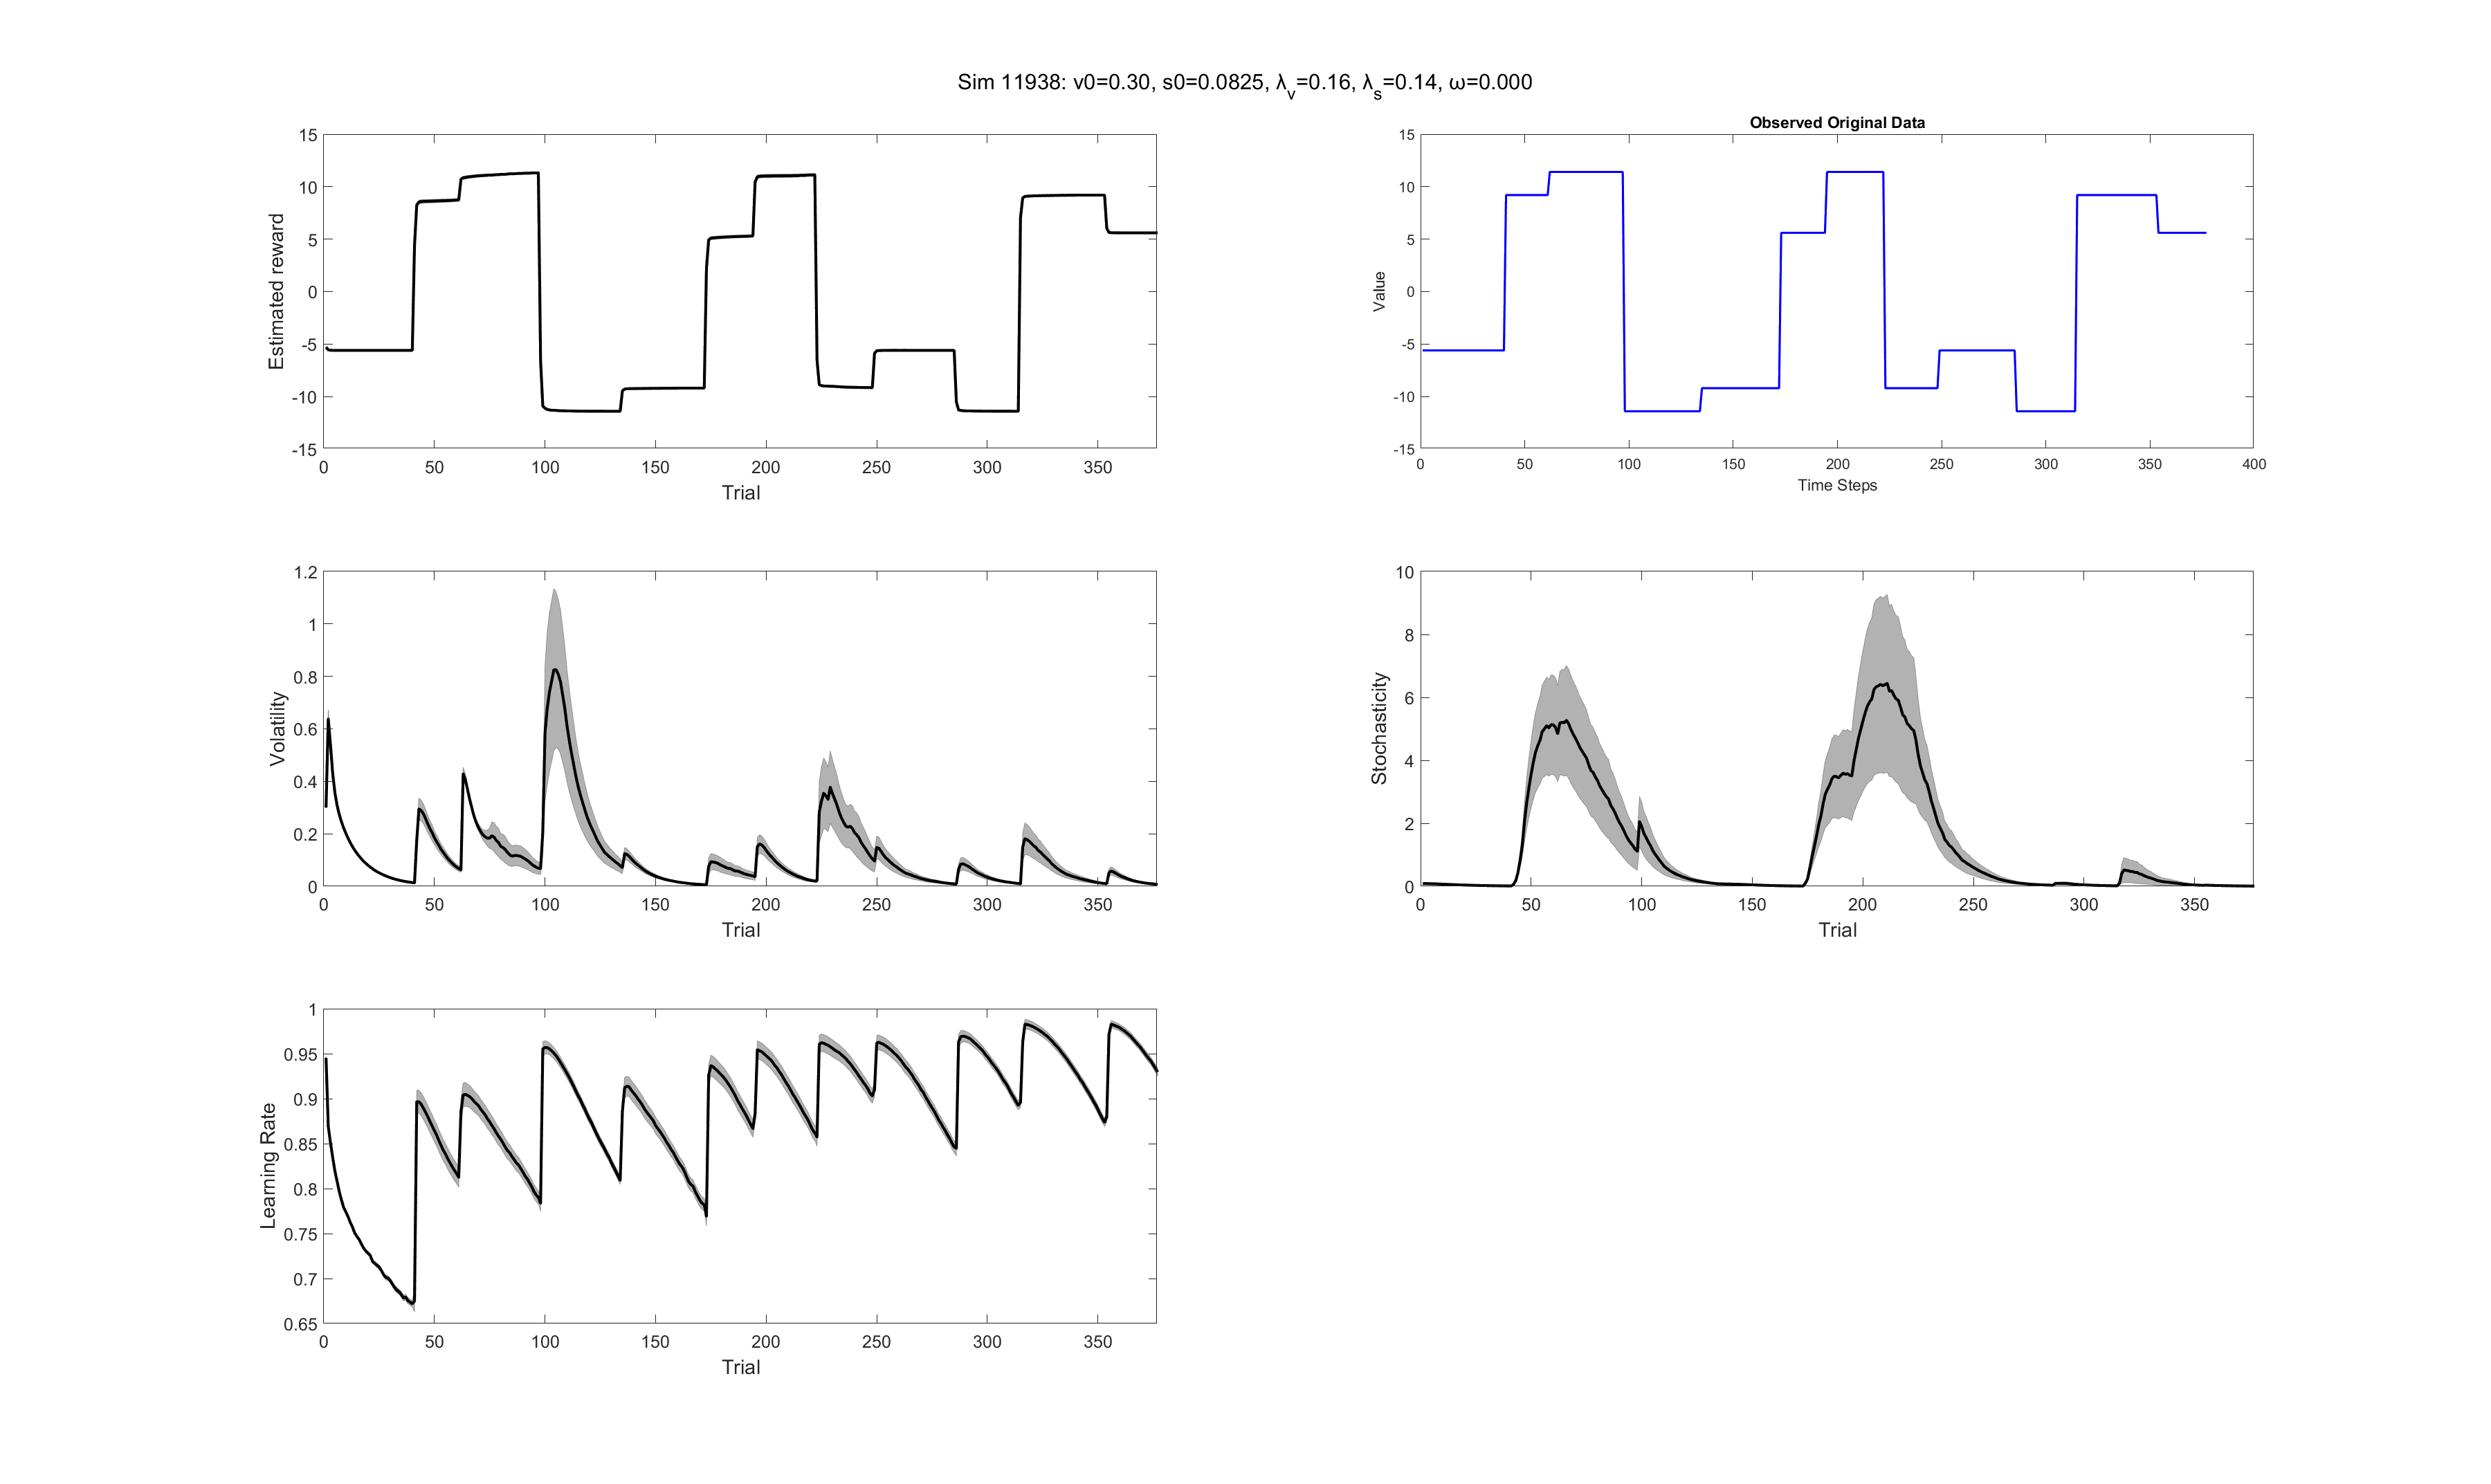 Sim 11938: v0=0.30, s0=0.0825, λv=0.16, λs=0.14, ω=0.000
15
10
5
0
-5
-10
-15
Estimated reward
0 50 100 150 200 250 300 350
Trial
Observed Original Data
15
10
5
0
-5
-10
-15
Value
0 50 100 150 200 250 300 350 400
Time Steps
1.2
1
0.8
0.6
0.4
0.2
0
Volatility
0 50 100 150 200 250 300 350
Trial
10
8
6
4
2
0
Stochasticity
0 50 100 150 200 250 300 350
Trial
1
0.95
0.9
0.85
0.8
0.75
0.7
0.65
Learning Rate
0 50 100 150 200 250 300 350
Trial